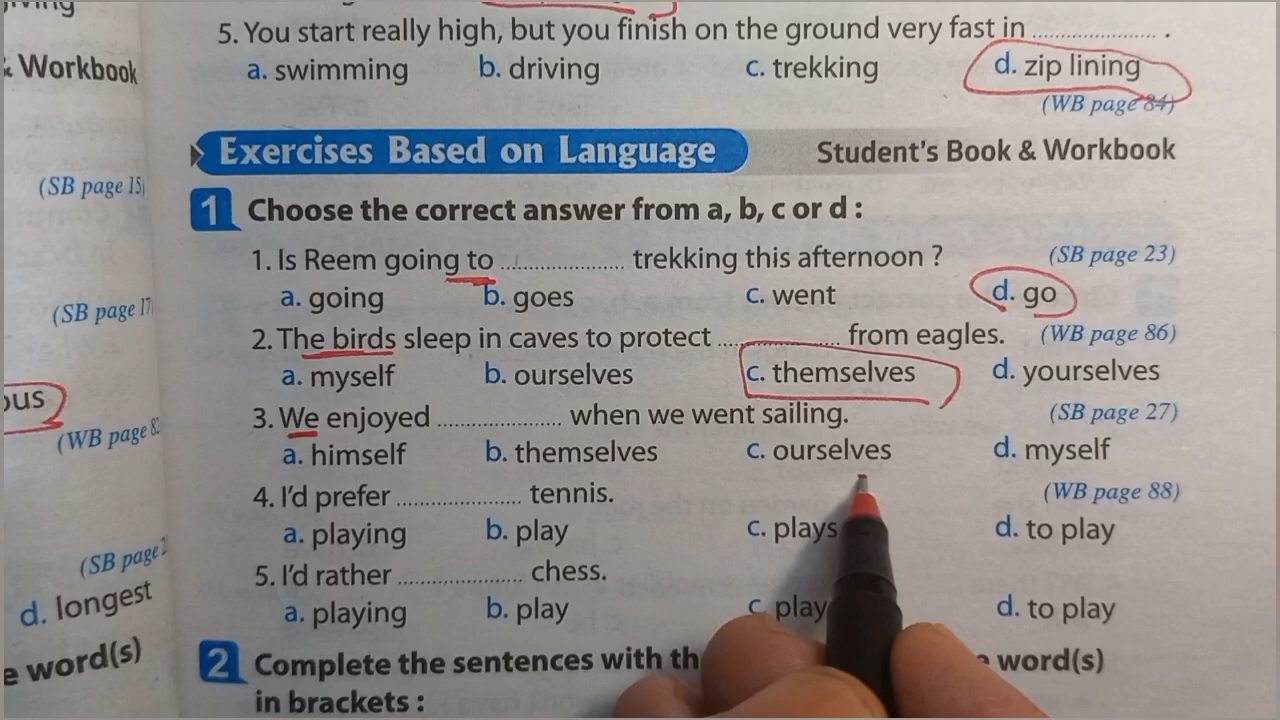 5. You start really high, but you finish on the ground very fast in .................... .
a. swimming b. driving c. trekking d. zip lining
(WB page 84)
Exercises Based on Language Student's Book & Workbook
1 Choose the correct answer from a, b, c or d :
1. Is Reem going to .................... trekking this afternoon ? (SB page 23)
a. going b. goes c. went d. go
2. The birds sleep in caves to protect .................... from eagles. (WB page 86)
a. myself b. ourselves c. themselves d. yourselves
3. We enjoyed .................... when we went sailing. (SB page 27)
a. himself b. themselves c. ourselves d. myself
4. I'd prefer .................... tennis. (WB page 88)
a. playing b. play c. plays d. to play
5. I'd rather .................... chess.
a. playing b. play c. play d. to play
2 Complete the sentences with word(s)
in brackets :
& Workbook
(SB page 15)
(SB page 17)
(WB page 82
(SB page
d. longest
word(s)